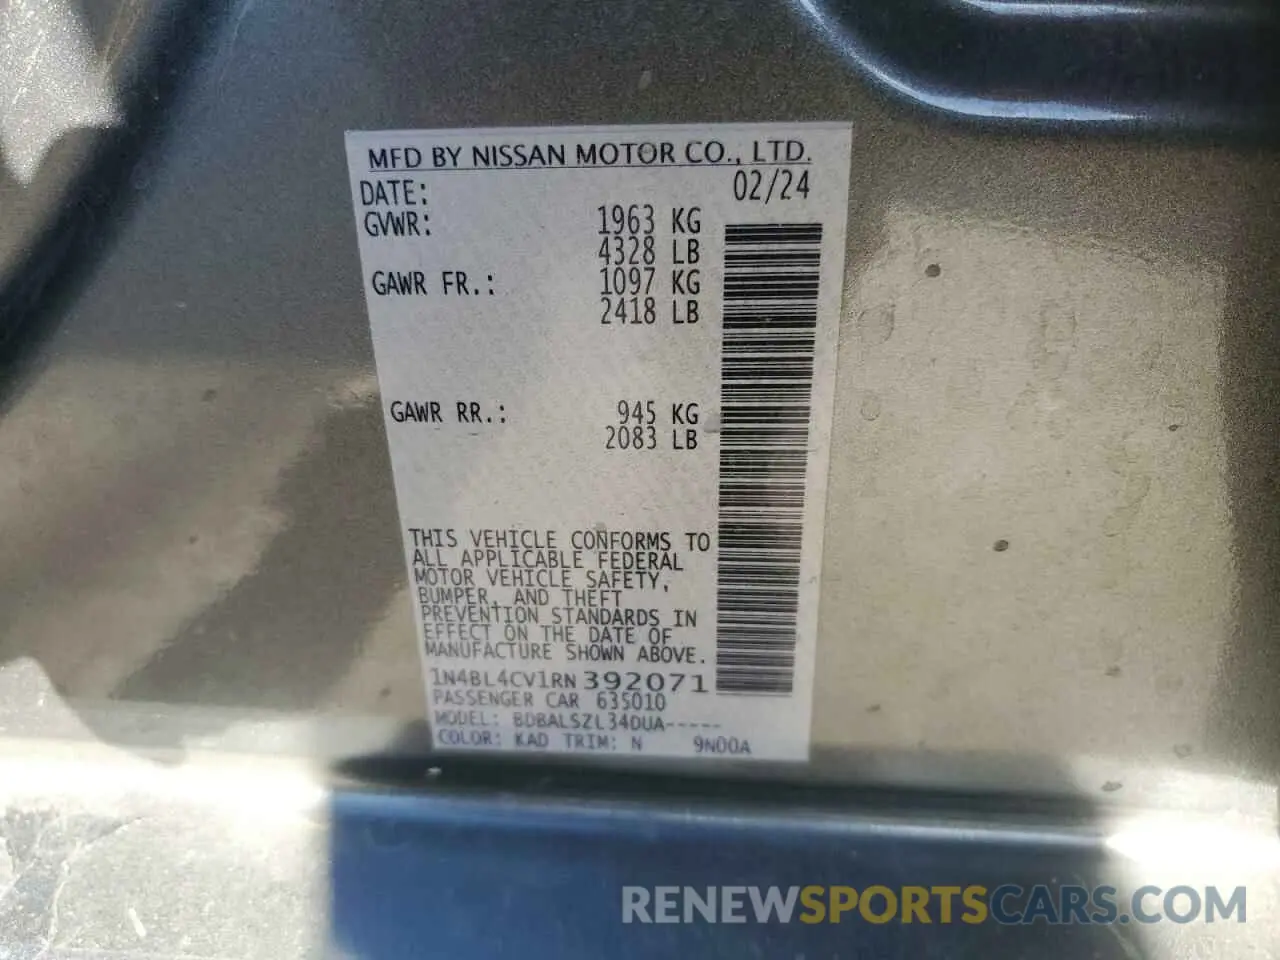 MFD BY NISSAN MOTOR CO., LTD.
DATE: 02/24
GVWR: 1963 KG
4328 LB
GAWR FR.: 1097 KG
2418 LB
GAWR RR.: 945 KG
2083 LB
THIS VEHICLE CONFORMS TO
ALL APPLICABLE FEDERAL
MOTOR VEHICLE SAFETY,
BUMPER, AND THEFT
PREVENTION STANDARDS IN
EFFECT ON THE DATE OF
MANUFACTURE SHOWN ABOVE.
1N4BL4CV1RN392071
PASSENGER CAR 635010
MODEL: BDBALSZL34DUA-----
COLOR: KAD TRIM: N 9N00A
RENEWSPORTSCARS.COM